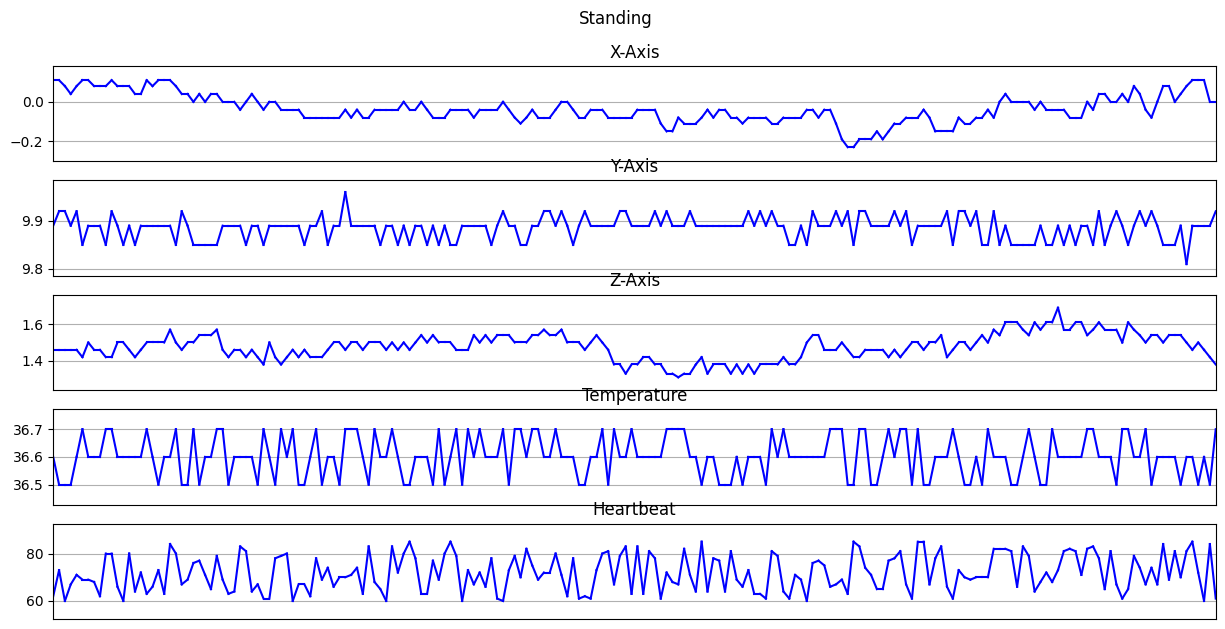 Standing
X-Axis
0.0
−0.2
Y-Axis
9.9
9.8
Z-Axis
1.6
1.4
Temperature
36.7
36.6
36.5
Heartbeat
80
60